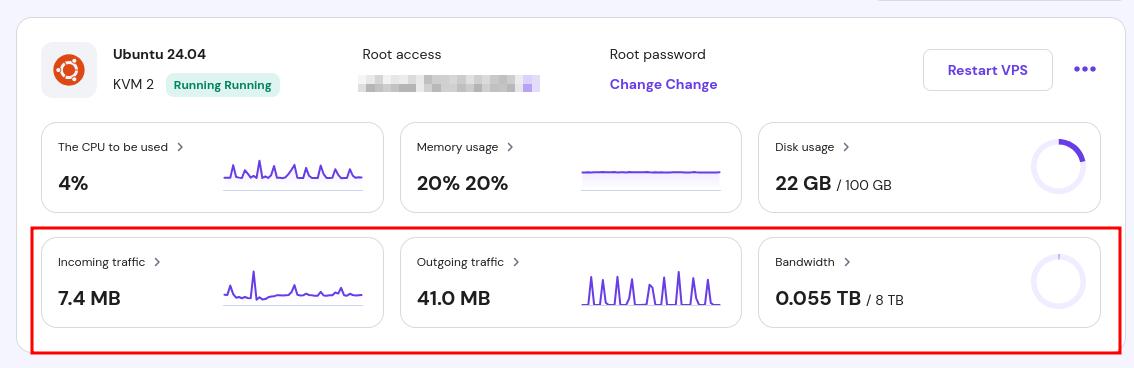 Ubuntu 24.04
KVM 2 Running Running
Root access
Root password
Change Change
Restart VPS
The CPU to be used
4%
Memory usage
20% 20%
Disk usage
22 GB / 100 GB
Incoming traffic
7.4 MB
Outgoing traffic
41.0 MB
Bandwidth
0.055 TB / 8 TB